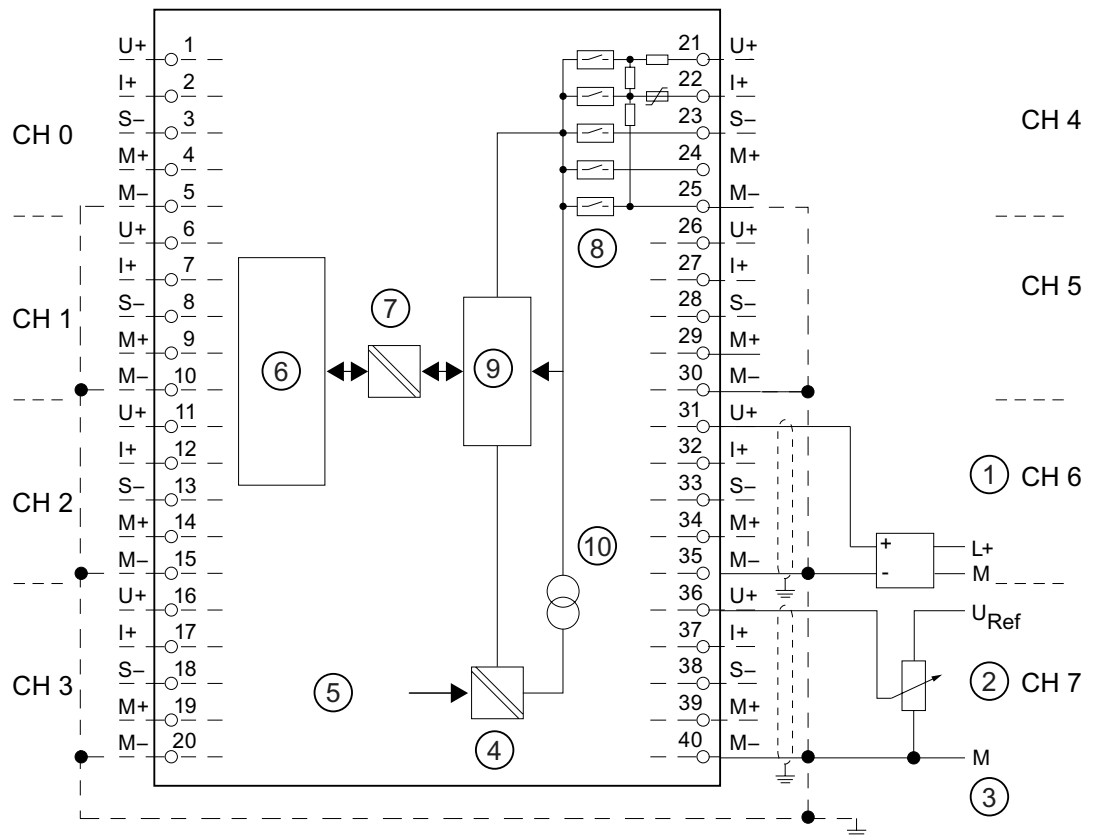 U+ 1
I+ 2
CH 0
S– 3
M+ 4
M– 5
U+ 6
I+ 7
CH 1
S– 8
M+ 9
M– 10
U+ 11
I+ 12
CH 2
S– 13
M+ 14
M– 15
U+ 16
I+ 17
CH 3
S– 18
M+ 19
M– 20
6
7
9
8
10
5
4
21 U+
22 I+
23 S–
CH 4
24 M+
25 M–
26 U+
27 I+
CH 5
28 S–
29 M+
30 M–
31 U+
32 I+
1 CH 6
33 S–
34 M+
35 M–
+
-
L+
M
36 U+
URef
37 I+
38 S–
2 CH 7
39 M+
40 M–
M
3